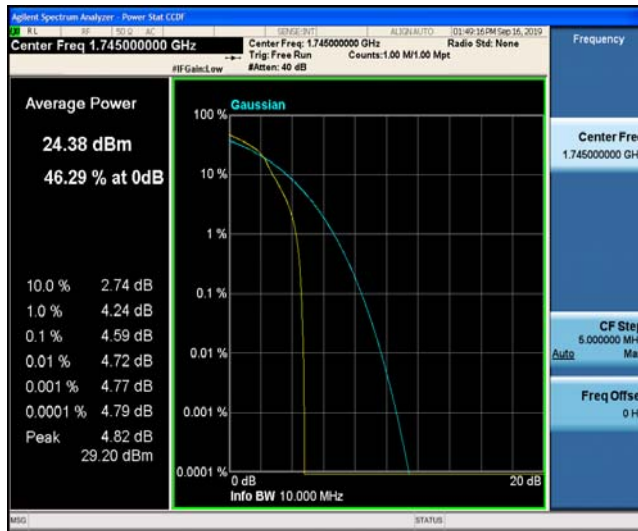 Agilent Spectrum Analyzer - Power Stat CCDF
RL RF 50 Ω AC SENSE:INT ALIGN AUTO 01:49:16 PM Sep 16, 2019
Center Freq 1.745000000 GHz
Center Freq: 1.745000000 GHz Radio Std: None
Trig: Free Run Counts:1.00 M/1.00 Mpt
#IFGain:Low #Atten: 40 dB
Frequency
Average Power
24.38 dBm
46.29 % at 0dB
10.0 % 2.74 dB
1.0 % 4.24 dB
0.1 % 4.59 dB
0.01 % 4.72 dB
0.001 % 4.77 dB
0.0001 % 4.79 dB
Peak 4.82 dB
29.20 dBm
Gaussian
100 %
10 %
1 %
0.1 %
0.01 %
0.001 %
0.0001 %
0 dB 20 dB
Info BW 10.000 MHz
Center Fre
1.745000000 GH
CF Ste
5.000000 MH
Auto Ma
Freq Offse
0 H
MSG STATUS